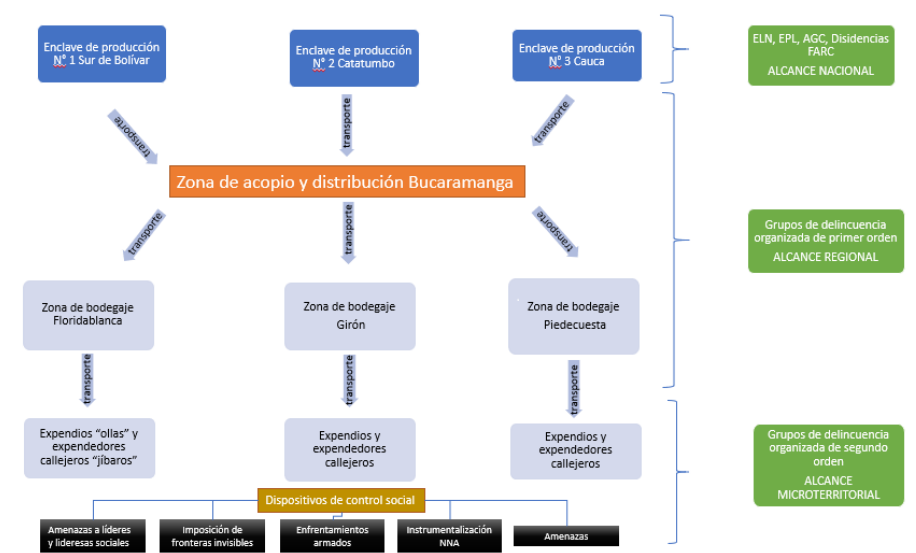 Enclave de producción
N° 1 Sur de Bolívar
Enclave de producción
N° 2 Catatumbo
Enclave de producción
N° 3 Cauca
ELN, EPL, AGC, Disidencias
FARC
ALCANCE NACIONAL
transporte
transporte
transporte
Zona de acopio y distribución Bucaramanga
transporte
transporte
transporte
Grupos de delincuencia
organizada de primer orden
ALCANCE REGIONAL
Zona de bodegaje
Floridablanca
Zona de bodegaje
Girón
Zona de bodegaje
Piedecuesta
transporte
transporte
transporte
Expendios “ollas” y
expendedores
callejeros “jíbaros”
Expendios y
expendedores
callejeros
Expendios y
expendedores
callejeros
Grupos de delincuencia
organizada de segundo
orden
ALCANCE
MICROTERRITORIAL
Dispositivos de control social
Amenazas a líderes
y lideresas sociales
Imposición de
fronteras invisibles
Enfrentamientos
armados
Instrumentalización
NNA
Amenazas